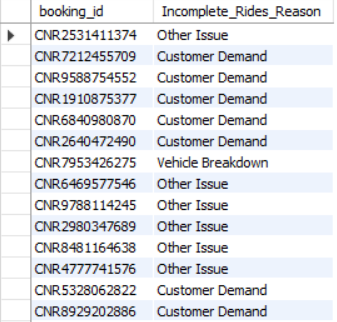 booking_id Incomplete_Rides_Reason
CNR2531411374 Other Issue
CNR7212455709 Customer Demand
CNR9588754552 Customer Demand
CNR1910875377 Customer Demand
CNR6840980870 Customer Demand
CNR2640472490 Customer Demand
CNR7953426275 Vehicle Breakdown
CNR6469577546 Other Issue
CNR9788114245 Other Issue
CNR2980347689 Other Issue
CNR8481164638 Other Issue
CNR4777741576 Other Issue
CNR5328062822 Customer Demand
CNR8929202886 Customer Demand